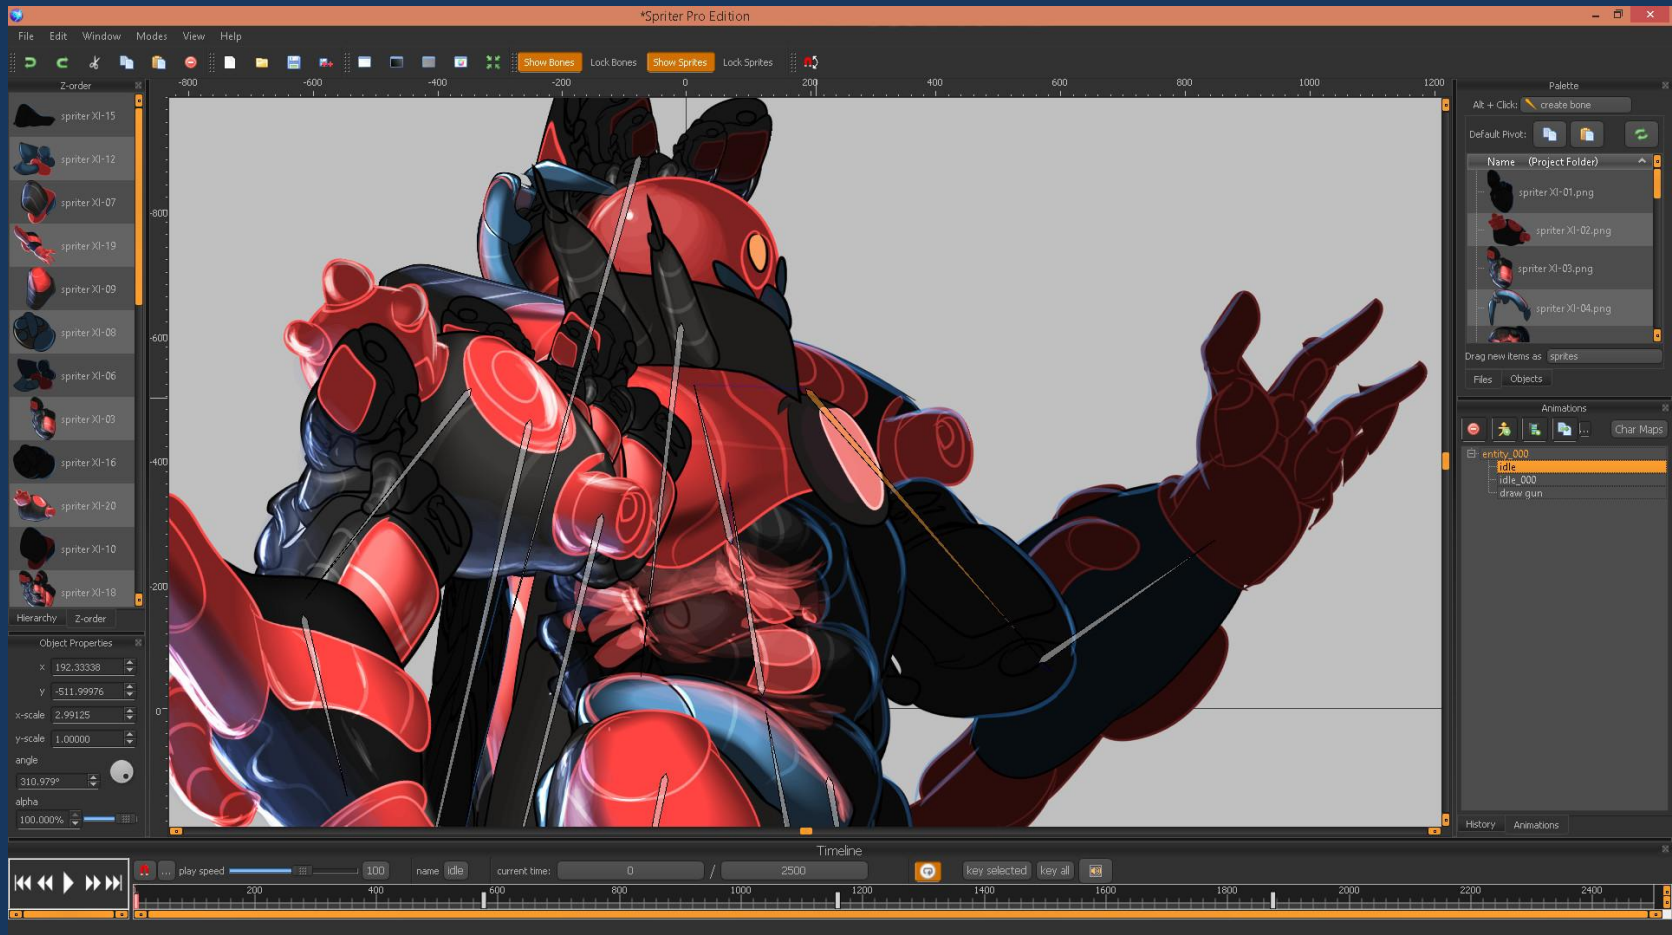 *Spriter Pro Edition
File Edit Window Modes View Help
Show Bones Lock Bones Show Sprites Lock Sprites
Z-order
spriter XI-15
spriter XI-12
spriter XI-07
spriter XI-19
spriter XI-09
spriter XI-08
spriter XI-06
spriter XI-03
spriter XI-16
spriter XI-20
spriter XI-10
spriter XI-18
Hierarchy Z-order
Object Properties
x 192.33338
y -511.99976
x-scale 2.99125
y-scale 1.00000
angle
310.979°
alpha
100.000%
-800 -600 -400 -200 0 200 400 600 800 1000 1200
-800
-600
-400
-200
0
Palette
Alt + Click: create bone
Default Pivot:
Name (Project Folder)
spriter XI-01.png
spriter XI-02.png
spriter XI-03.png
spriter XI-04.png
Drag new items as sprites
Files Objects
Animations
... Char Maps
entity_000
idle
idle_000
draw gun
History Animations
Timeline
... play speed 100 name idle current time: 0 / 2500 key selected key all
200 400 600 800 1000 1200 1400 1600 1800 2000 2200 2400